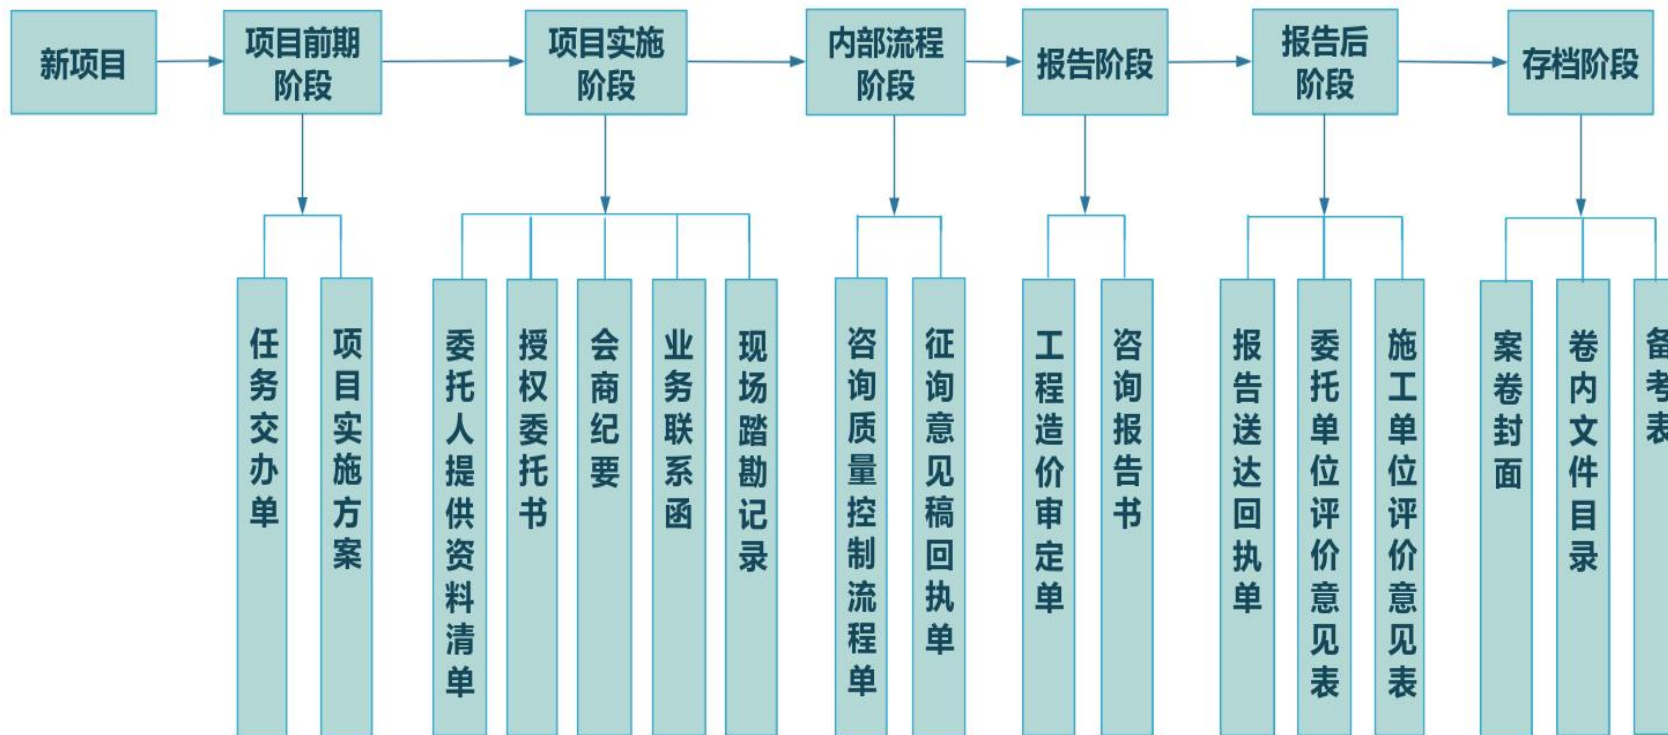 新项目
项目前期
阶段
项目实施
阶段
内部流程
阶段
报告阶段
报告后
阶段
存档阶段
任务交办单
项目实施方案
委托人提供资料清单
授权委托书
会商纪要
业务联系函
现场踏勘记录
咨询质量控制流程单
征询意见稿回执单
工程造价审定单
咨询报告书
报告送达回执单
委托单位评价意见表
施工单位评价意见表
案卷封面
卷内文件目录
备考表